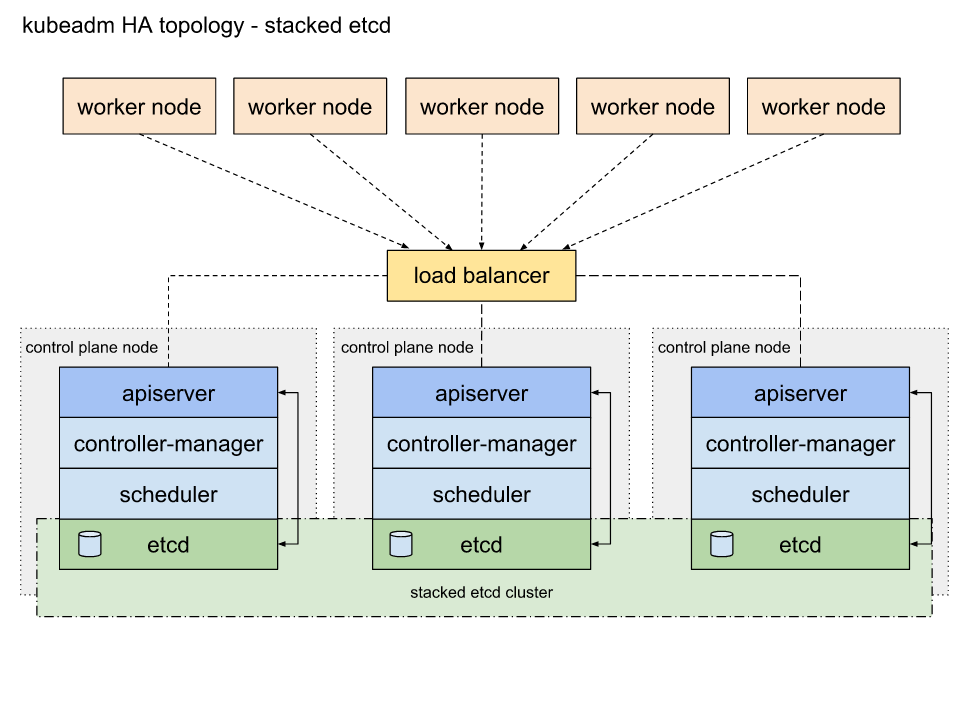 kubeadm HA topology - stacked etcd
worker node
worker node
worker node
worker node
worker node
load balancer
control plane node
control plane node
control plane node
apiserver
apiserver
apiserver
controller-manager
controller-manager
controller-manager
scheduler
scheduler
scheduler
etcd
etcd
etcd
stacked etcd cluster